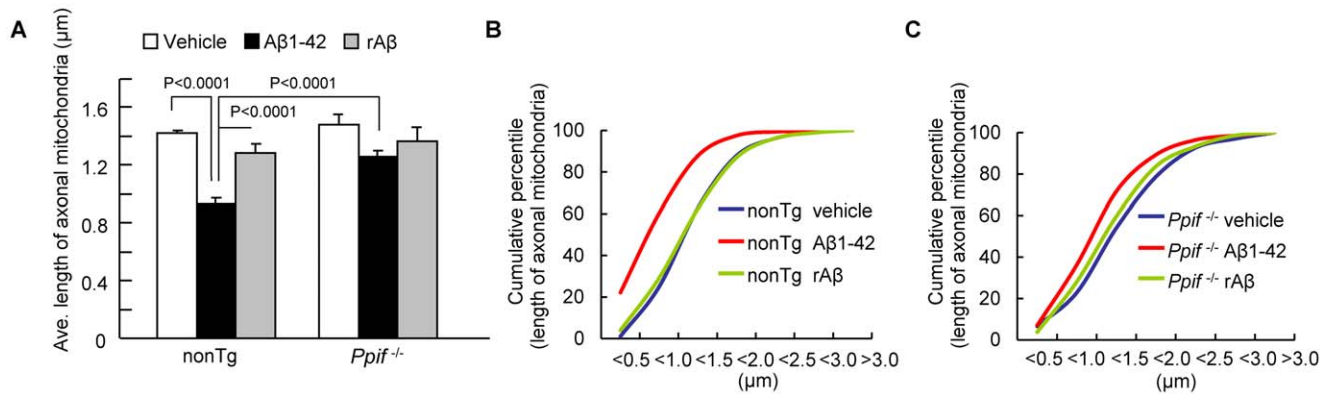 A
Vehicle Aβ1-42 rAβ
Ave. length of axonal mitochondria (µm)
P<0.0001
P<0.0001
P<0.0001
1.6
1.2
0.8
0.4
0
nonTg
Ppif -/-
B
Cumulative percentile
(length of axonal mitochondria)
100
80
60
40
20
0
nonTg vehicle
nonTg Aβ1-42
nonTg rAβ
<0.5 <1.0 <1.5 <2.0 <2.5 <3.0 >3.0
(µm)
C
Cumulative percentile
(length of axonal mitochondria)
100
80
60
40
20
0
Ppif -/- vehicle
Ppif -/- Aβ1-42
Ppif -/- rAβ
<0.5 <1.0 <1.5 <2.0 <2.5 <3.0 >3.0
(µm)